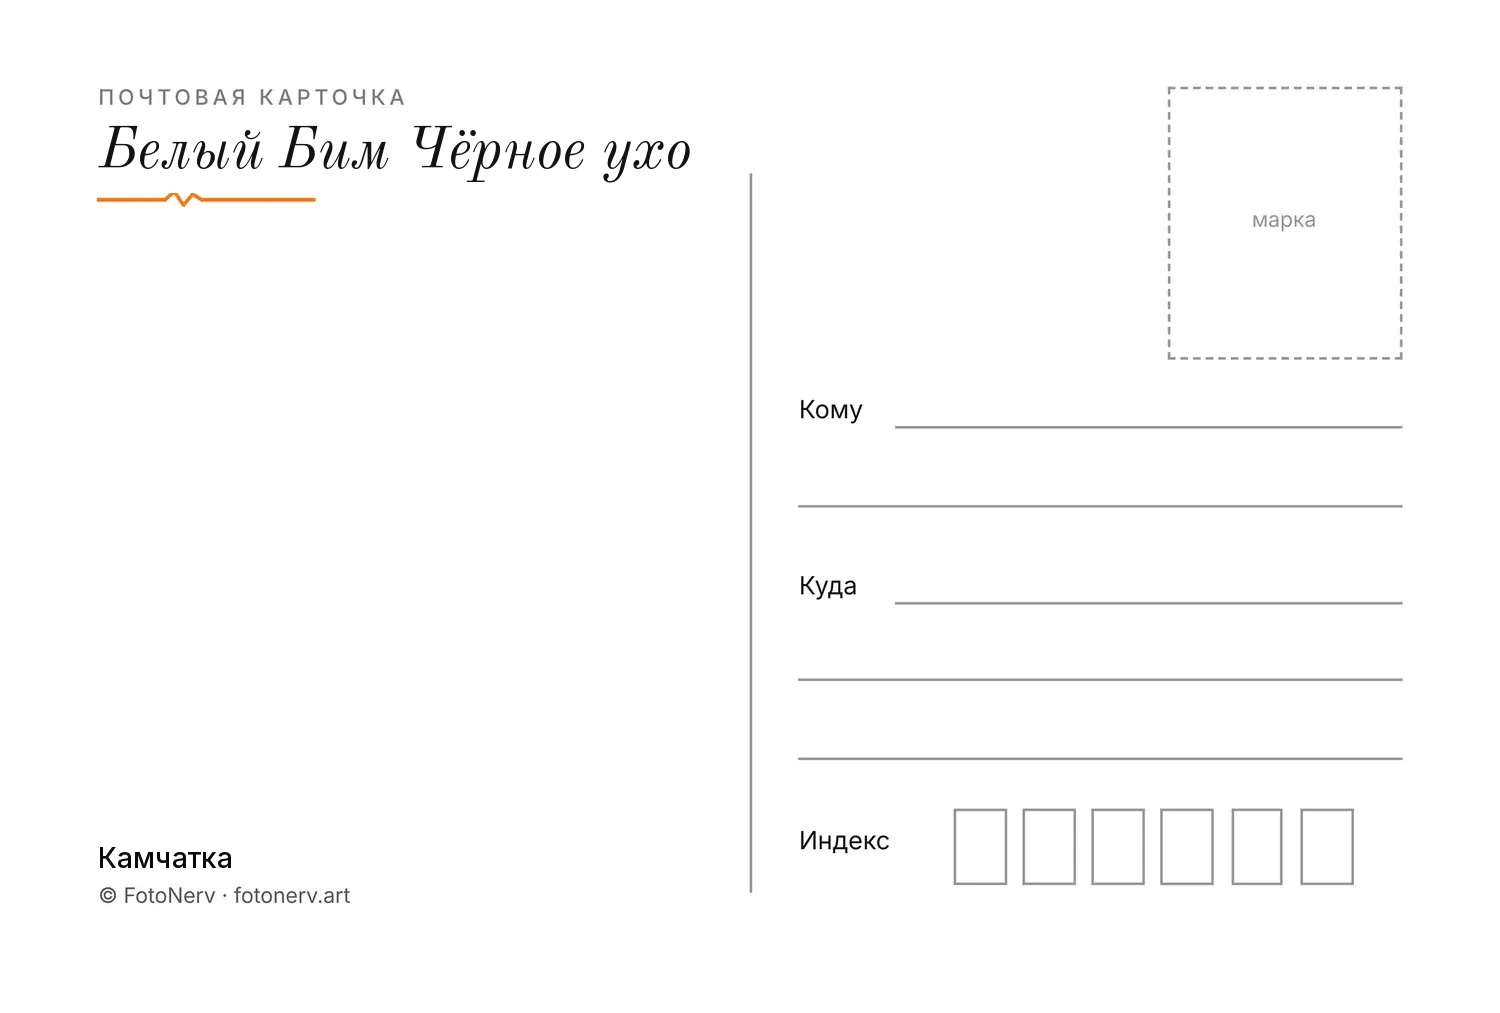 ПОЧТОВАЯ КАРТОЧКА
Белый Бим Чёрное ухо
марка
Кому
Куда
Индекс
Камчатка
© FotoNerv · fotonerv.art